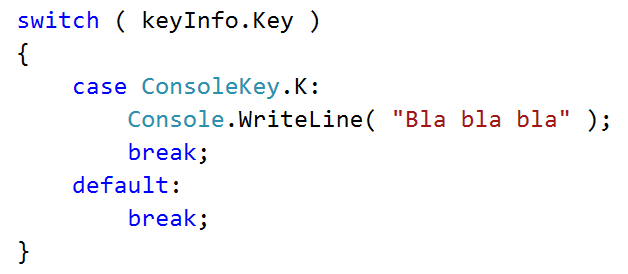 switch ( keyInfo.Key )
{
    case ConsoleKey.K:
        Console.WriteLine( "Bla bla bla" );
        break;
    default:
        break;
}